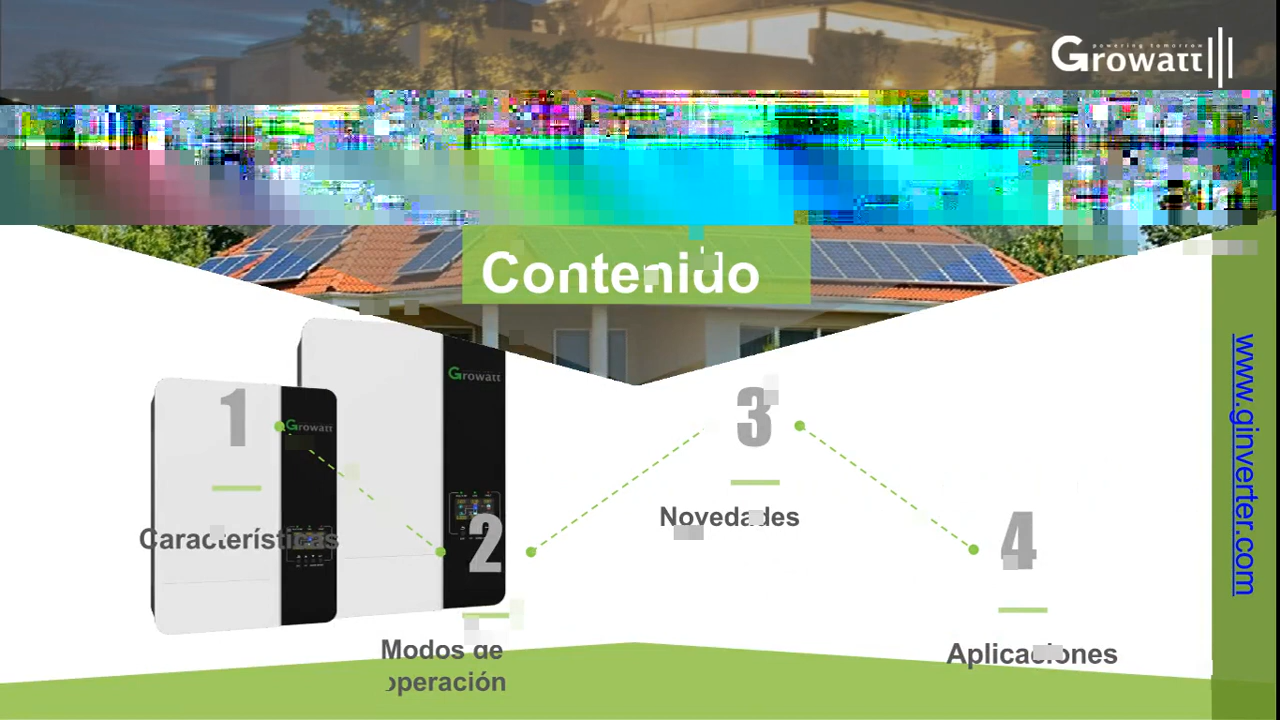 powering tomorrow
Growatt
Contenido
Growatt
Growatt
1
Características
2
Modos de
operación
3
Novedades
4
Aplicaciones
www.ginverter.com